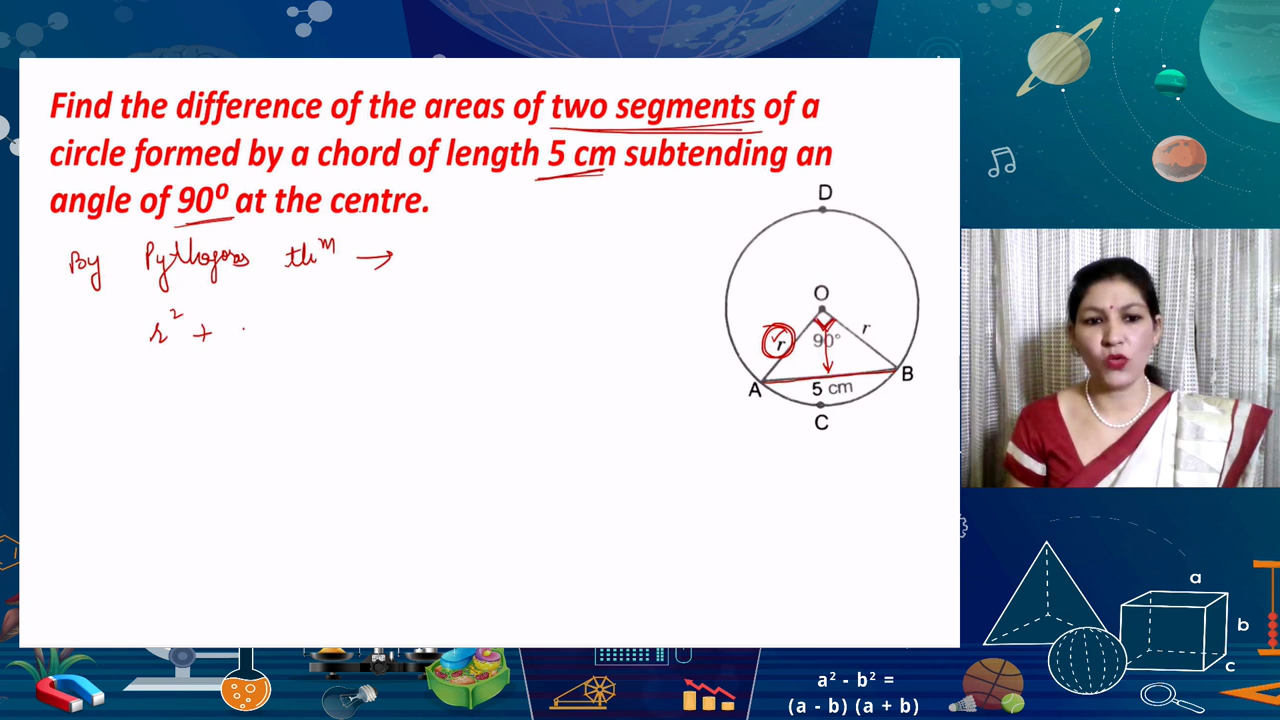 Find the difference of the areas of two segments of a
circle formed by a chord of length 5 cm subtending an
angle of 90⁰ at the centre.
By Pythagoras thᵐ →
r² +
D
O
r
90°
r
A
B
5 cm
C
a
b
c
a² - b² =
(a - b) (a + b)